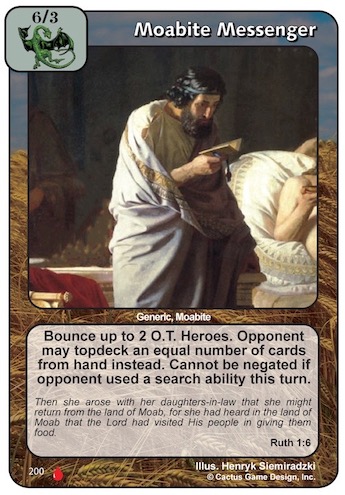 6/3
Moabite Messenger
Generic, Moabite
Bounce up to 2 O.T. Heroes. Opponent
may topdeck an equal number of cards
from hand instead. Cannot be negated if
opponent used a search ability this turn.
Then she arose with her daughters-in-law that she might
return from the land of Moab, for she had heard in the land of
Moab that the Lord had visited His people in giving them
food.
Ruth 1:6
Illus. Henryk Siemiradzki
200
© Cactus Game Design, Inc.